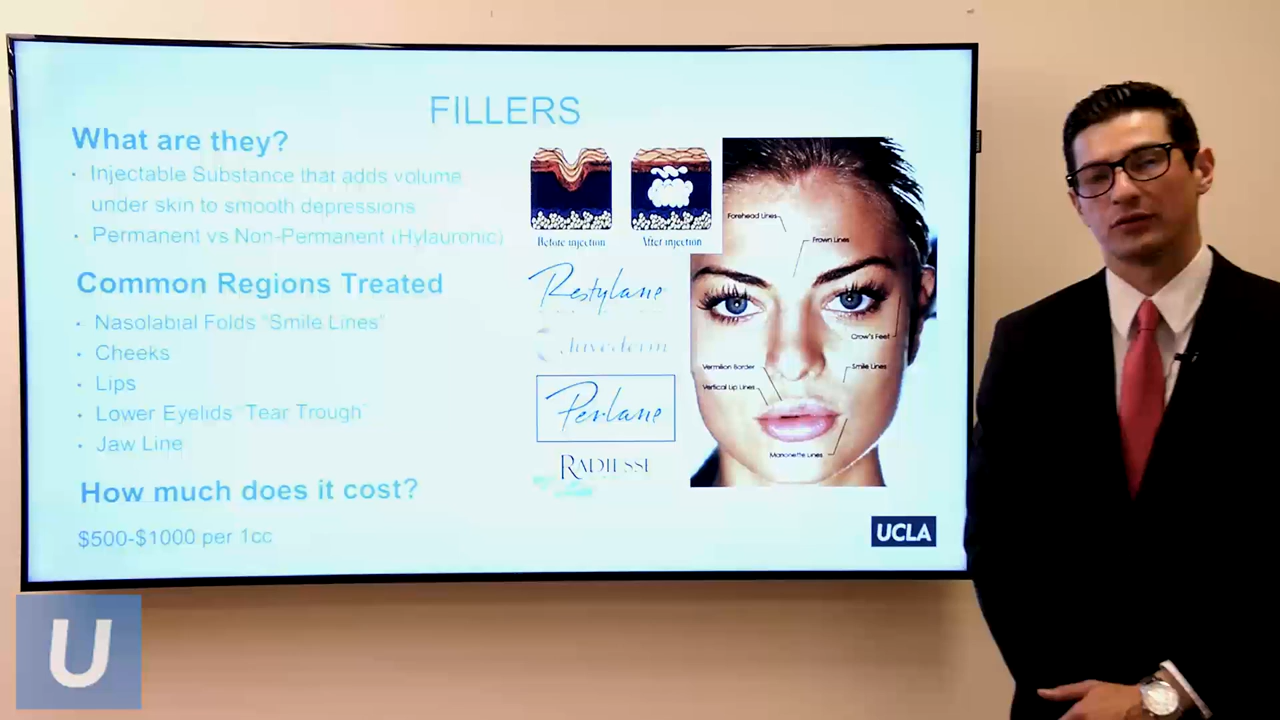 FILLERS
What are they?
• Injectable Substance that adds volume
under skin to smooth depressions
• Permanent vs Non-Permanent (Hylauronic)
Common Regions Treated
• Nasolabial Folds "Smile Lines"
• Cheeks
• Lips
• Lower Eyelids "Tear Trough"
• Jaw Line
How much does it cost?
$500-$1000 per 1cc
Before injection
After injection
Restylane
Juvederm
Perlane
RADIESSE
Forehead Lines
Frown Lines
Crow's Feet
Vermilion Border
Smile Lines
Vertical Lip Lines
Marionette Lines
UCLA
U